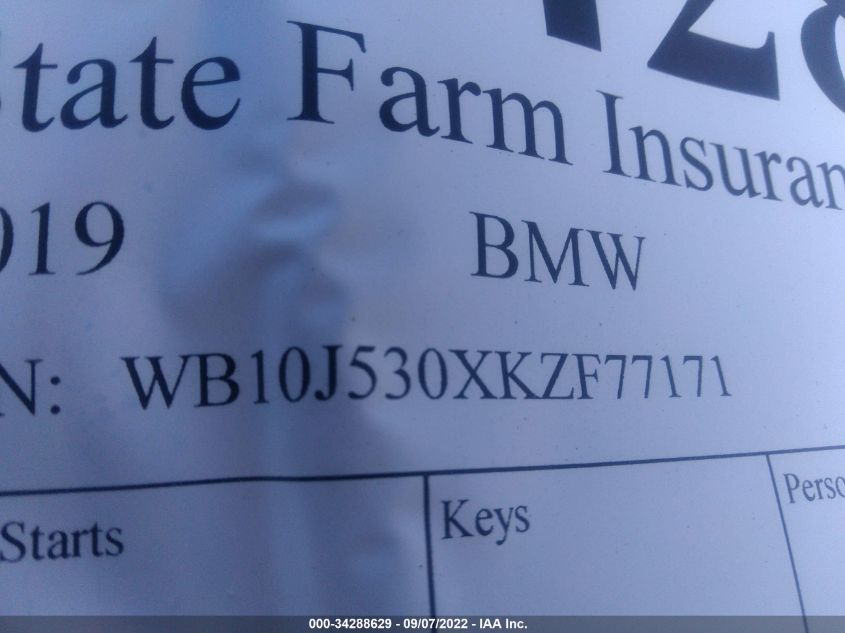 State Farm Insuran
019 BMW
N: WB10J530XKZF77171
Starts Keys Perso
000-34288629 - 09/07/2022 - IAA Inc.